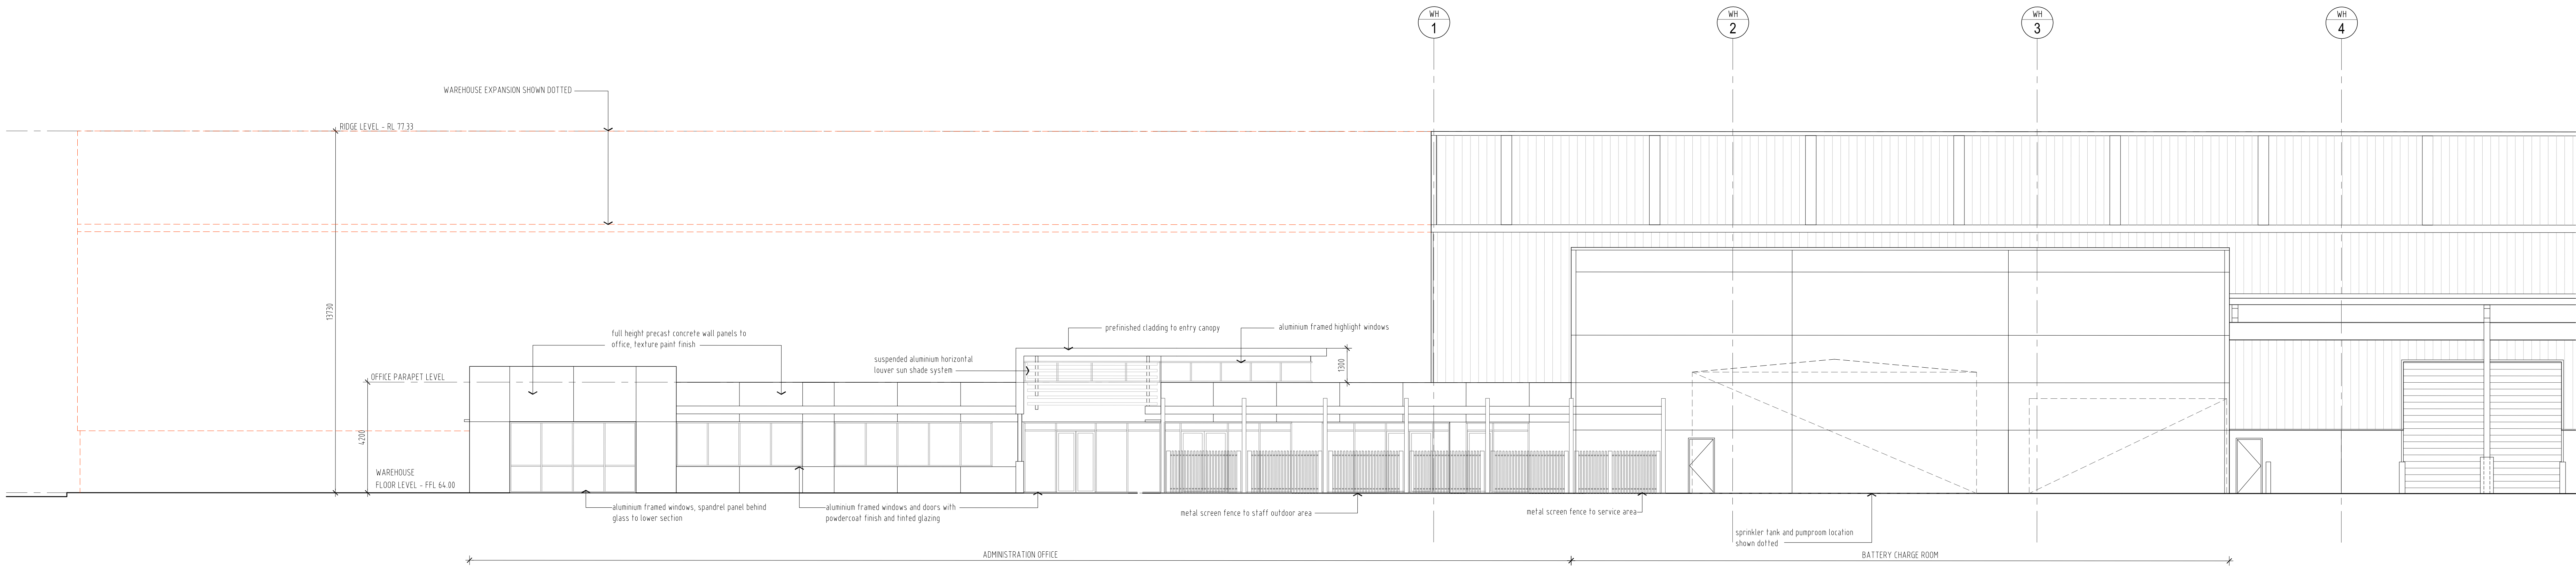 WH
1
WH
2
WH
3
WH
4
WAREHOUSE EXPANSION SHOWN DOTTED
RIDGE LEVEL - RL 77.33
13730
full height precast concrete wall panels to
office, texture paint finish
prefinished cladding to entry canopy
aluminium framed highlight windows
suspended aluminium horizontal
louver sun shade system
1300
OFFICE PARAPET LEVEL
4200
WAREHOUSE
FLOOR LEVEL - FFL 64.00
aluminium framed windows, spandrel panel behind
glass to lower section
aluminium framed windows and doors with
powdercoat finish and tinted glazing
metal screen fence to staff outdoor area
metal screen fence to service area
sprinkler tank and pumproom location
shown dotted
ADMINISTRATION OFFICE
BATTERY CHARGE ROOM